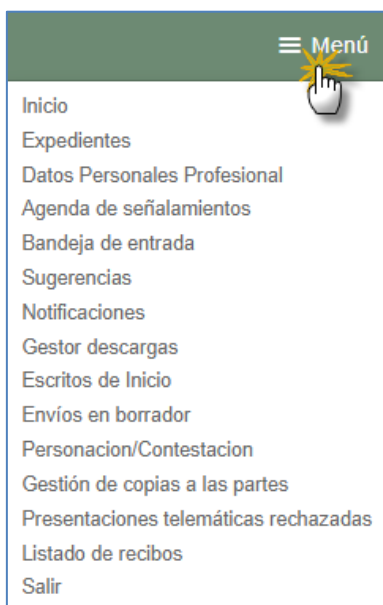 Menú
Inicio
Expedientes
Datos Personales Profesional
Agenda de señalamientos
Bandeja de entrada
Sugerencias
Notificaciones
Gestor descargas
Escritos de Inicio
Envíos en borrador
Personacion/Contestacion
Gestión de copias a las partes
Presentaciones telemáticas rechazadas
Listado de recibos
Salir